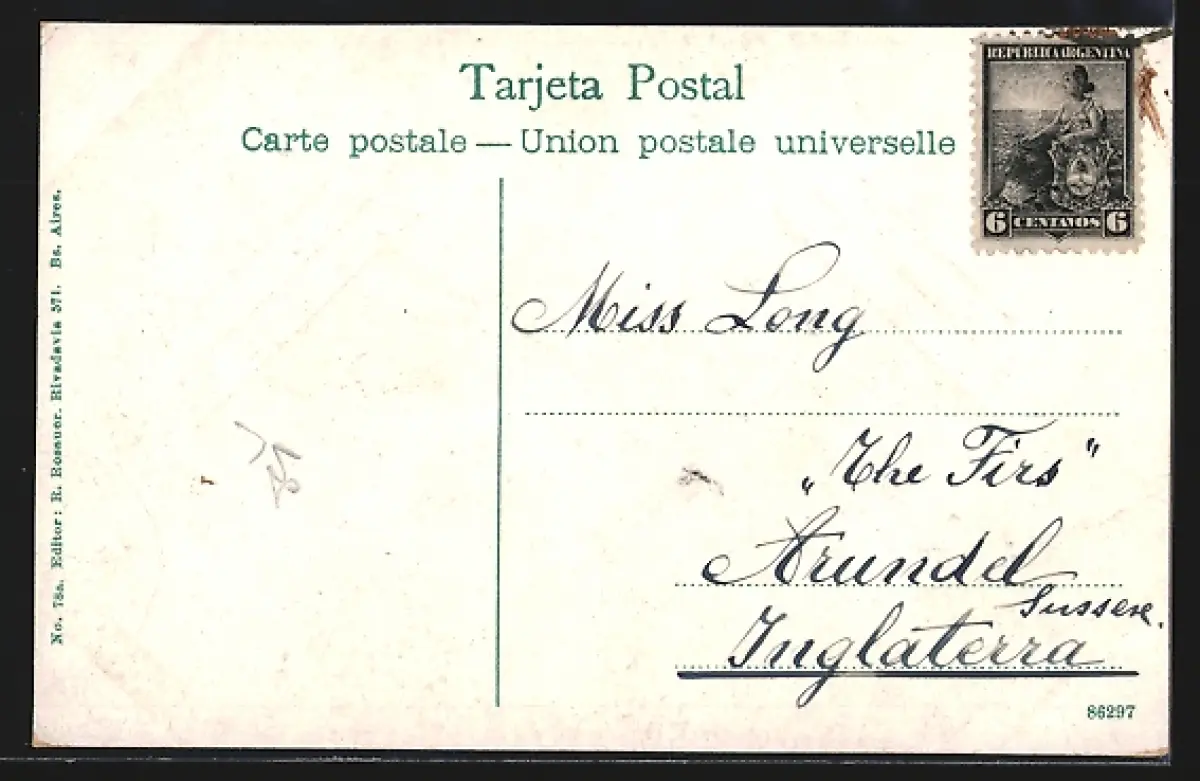 Tarjeta Postal
Carte postale — Union postale universelle
REPUBLICA ARGENTINA
6 CENTAVOS 6
Miss Long
„The Firs"
Arundel
Sussex.
Inglaterra
86297
No. 78a. Editor: R. Rosauer. Rivadavia 571. Bs. Aires.